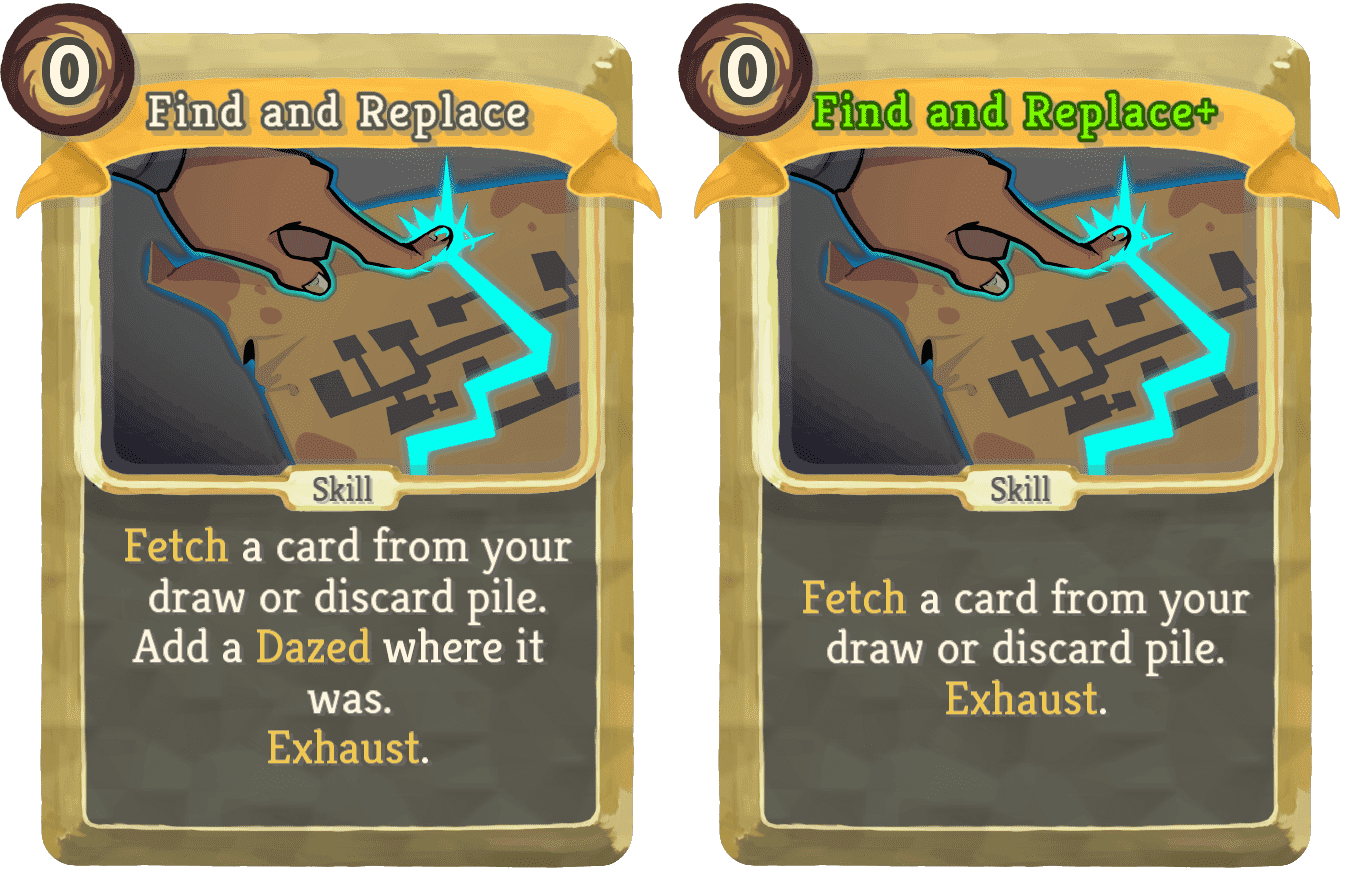 0
Find and Replace
Skill
Fetch a card from your
draw or discard pile.
Add a Dazed where it
was.
Exhaust.
0
Find and Replace+
Skill
Fetch a card from your
draw or discard pile.
Exhaust.